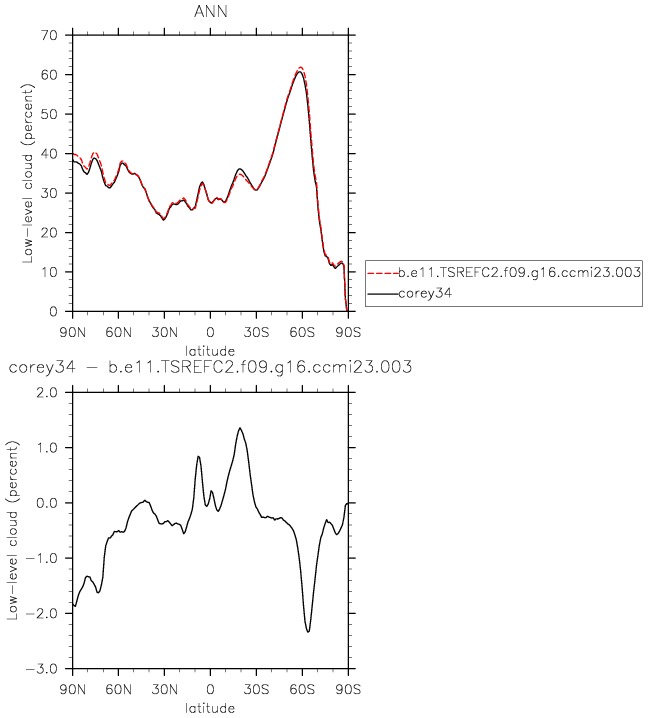 ANN
70
60
50
40
30
20
10
0
Low-level cloud (percent)
90N 60N 30N 0 30S 60S 90S
latitude
b.e11.TSREFC2.f09.g16.ccmi23.003
corey34
corey34 - b.e11.TSREFC2.f09.g16.ccmi23.003
2.0
1.0
0.0
-1.0
-2.0
-3.0
Low-level cloud (percent)
90N 60N 30N 0 30S 60S 90S
latitude